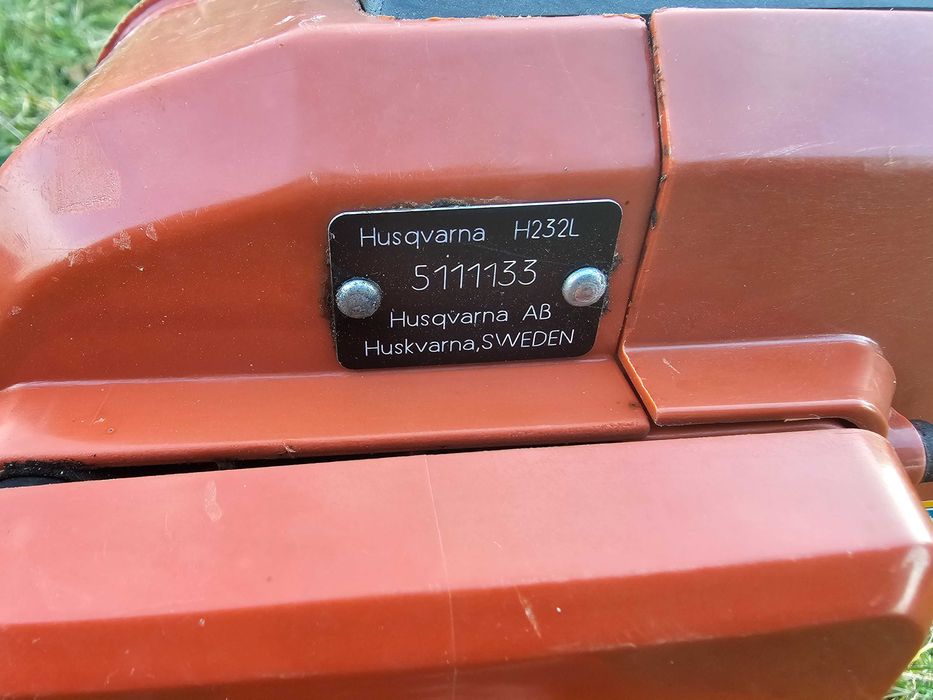 Husqvarna H232L
5111133
Husqvarna AB
Huskvarna,SWEDEN